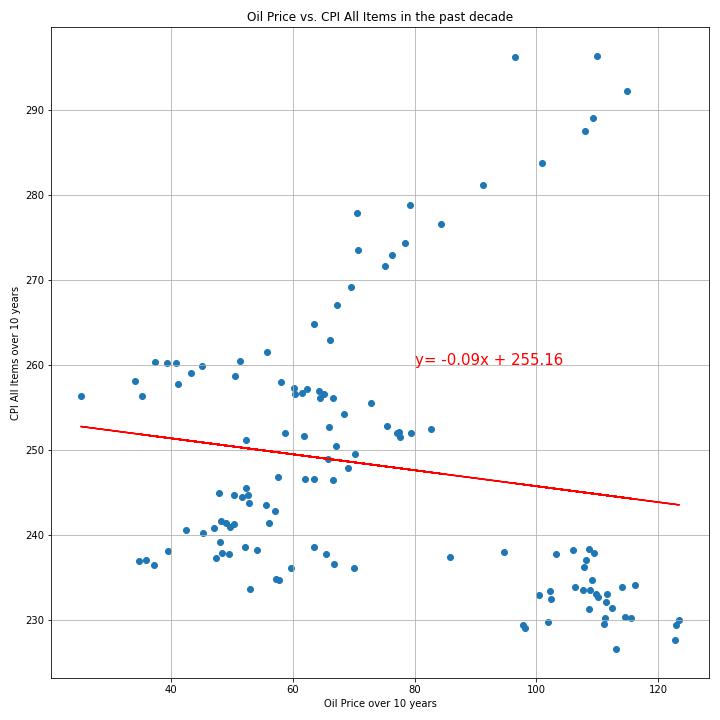 Oil Price vs. CPI All Items in the past decade
CPI All Items over 10 years
290
280
270
260
250
240
230
y= -0.09x + 255.16
40 60 80 100 120
Oil Price over 10 years